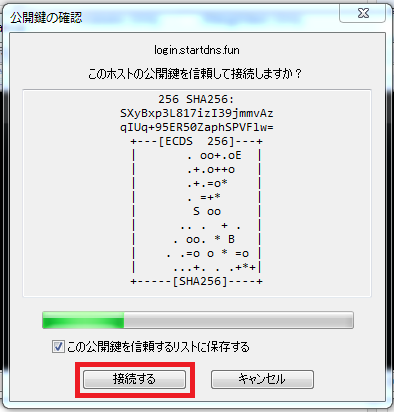 公開鍵の確認
login.startdns.fun
このホストの公開鍵を信頼して接続しますか？
256 SHA256:
SXyBxp3L817izI39jmmvAz
qIUq+95ER50ZaphSPVFlw=
+---[ECDS  256]---+
|       . oo+.oE  |
|      .+.o++o    |
|      .+.=o*     |
|      . =+*      |
|       S oo      |
|     .. .  + .   |
|    . oo. * B    |
|   . .=o o * =o |
|    ...+. . .+*+|
+-----[SHA256]----+
この公開鍵を信頼するリストに保存する
接続する
キャンセル